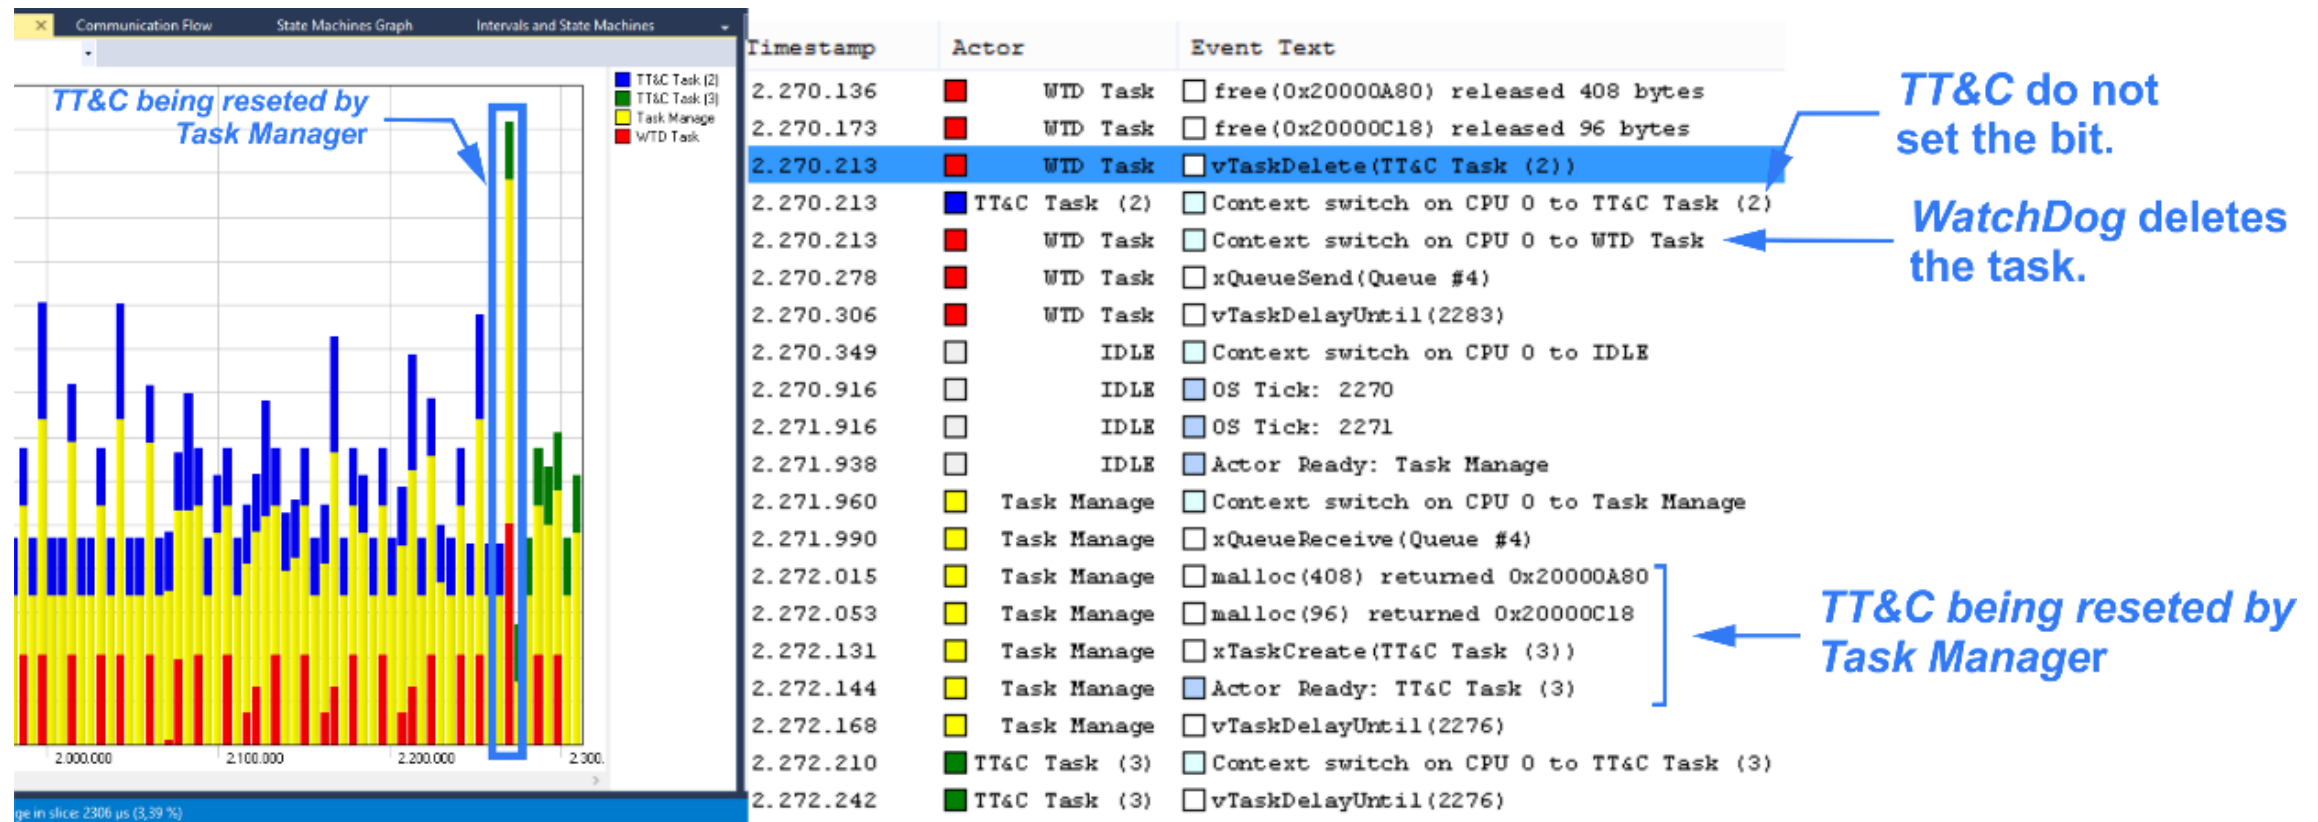 Communication Flow
State Machines Graph
Intervals and State Machines
TT&C Task (2)
TT&C Task (3)
Task Manage
WTD Task
TT&C being reseted by
Task Manager
2.000.000
2.100.000
2.200.000
2.300.
ge in slice: 2306 µs (3,39 %)
Timestamp Actor Event Text
2.270.136 WTD Task free(0x20000A80) released 408 bytes
2.270.173 WTD Task free(0x20000C18) released 96 bytes
2.270.213 WTD Task vTaskDelete(TT&C Task (2))
2.270.213 TT&C Task (2) Context switch on CPU 0 to TT&C Task (2)
2.270.213 WTD Task Context switch on CPU 0 to WTD Task
2.270.278 WTD Task xQueueSend(Queue #4)
2.270.306 WTD Task vTaskDelayUntil(2283)
2.270.349 IDLE Context switch on CPU 0 to IDLE
2.270.916 IDLE OS Tick: 2270
2.271.916 IDLE OS Tick: 2271
2.271.938 IDLE Actor Ready: Task Manage
2.271.960 Task Manage Context switch on CPU 0 to Task Manage
2.271.990 Task Manage xQueueReceive(Queue #4)
2.272.015 Task Manage malloc(408) returned 0x20000A80
2.272.053 Task Manage malloc(96) returned 0x20000C18
2.272.131 Task Manage xTaskCreate(TT&C Task (3))
2.272.144 Task Manage Actor Ready: TT&C Task (3)
2.272.168 Task Manage vTaskDelayUntil(2276)
2.272.210 TT&C Task (3) Context switch on CPU 0 to TT&C Task (3)
2.272.242 TT&C Task (3) vTaskDelayUntil(2276)
TT&C do not
set the bit.
WatchDog deletes
the task.
TT&C being reseted by
Task Manager